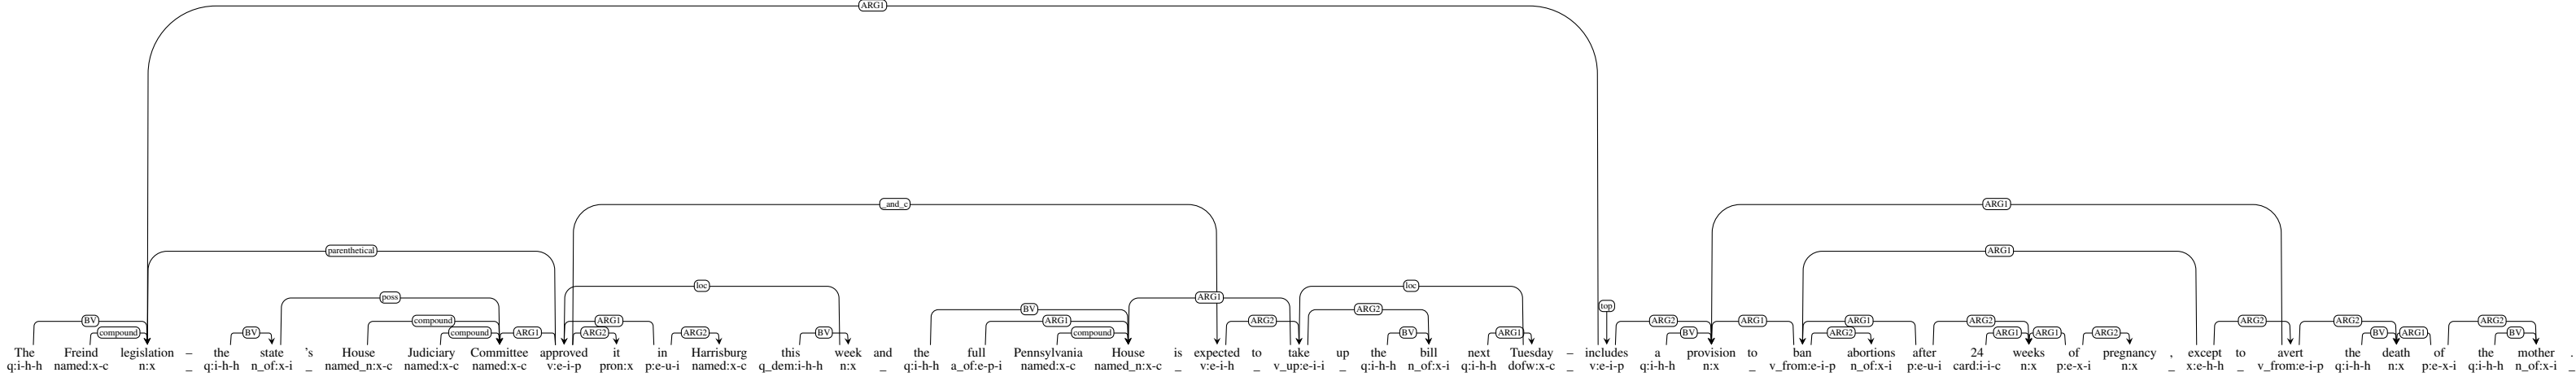 ARG1
_and_c ARG1
parenthetical ARG1
loc loc
poss ARG1
top
BV ARG1 ARG2
BV compound ARG1 ARG2 ARG2 ARG1 ARG1 ARG2 ARG2 ARG2
compound BV compound ARG1 ARG2 ARG2 BV compound BV ARG1 BV ARG2 ARG1 ARG1 ARG2 BV ARG1 BV
The Freind legislation – the state 's House Judiciary Committee approved it in Harrisburg this week and the full Pennsylvania House is expected to take up the bill next Tuesday – includes a provision to ban abortions after 24 weeks of pregnancy , except to avert the death of the mother .
q:i-h-h named:x-c n:x _ q:i-h-h n_of:x-i _ named_n:x-c named:x-c named:x-c v:e-i-p pron:x p:e-u-i named:x-c q_dem:i-h-h n:x _ q:i-h-h a_of:e-p-i named:x-c named_n:x-c _ v:e-i-h _ v_up:e-i-i _ q:i-h-h n_of:x-i q:i-h-h dofw:x-c _ v:e-i-p q:i-h-h n:x _ v_from:e-i-p n_of:x-i p:e-u-i card:i-i-c n:x p:e-x-i n:x _ x:e-h-h _ v_from:e-i-p q:i-h-h n:x p:e-x-i q:i-h-h n_of:x-i _